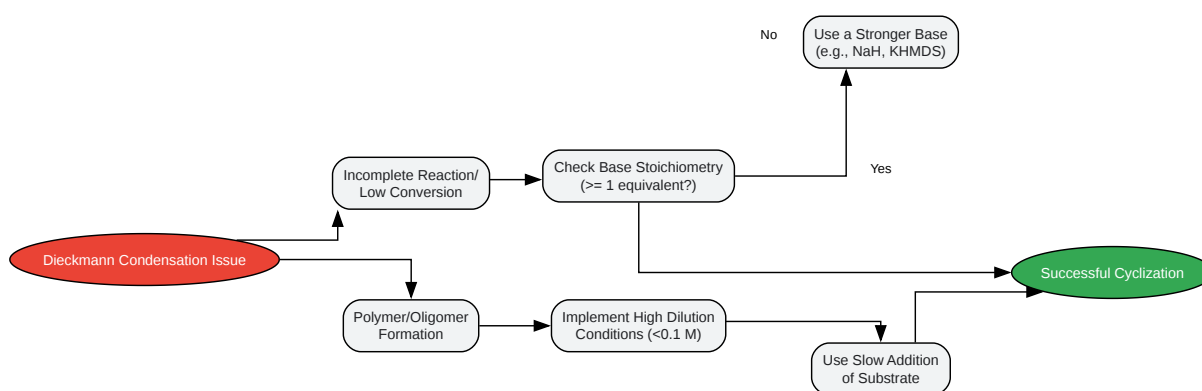 No
Use a Stronger Base
(e.g., NaH, KHMDS)
Incomplete Reaction/
Low Conversion
Check Base Stoichiometry
(>= 1 equivalent?)
Yes
Dieckmann Condensation Issue
Successful Cyclization
Polymer/Oligomer
Formation
Implement High Dilution
Conditions (<0.1 M)
Use Slow Addition
of Substrate